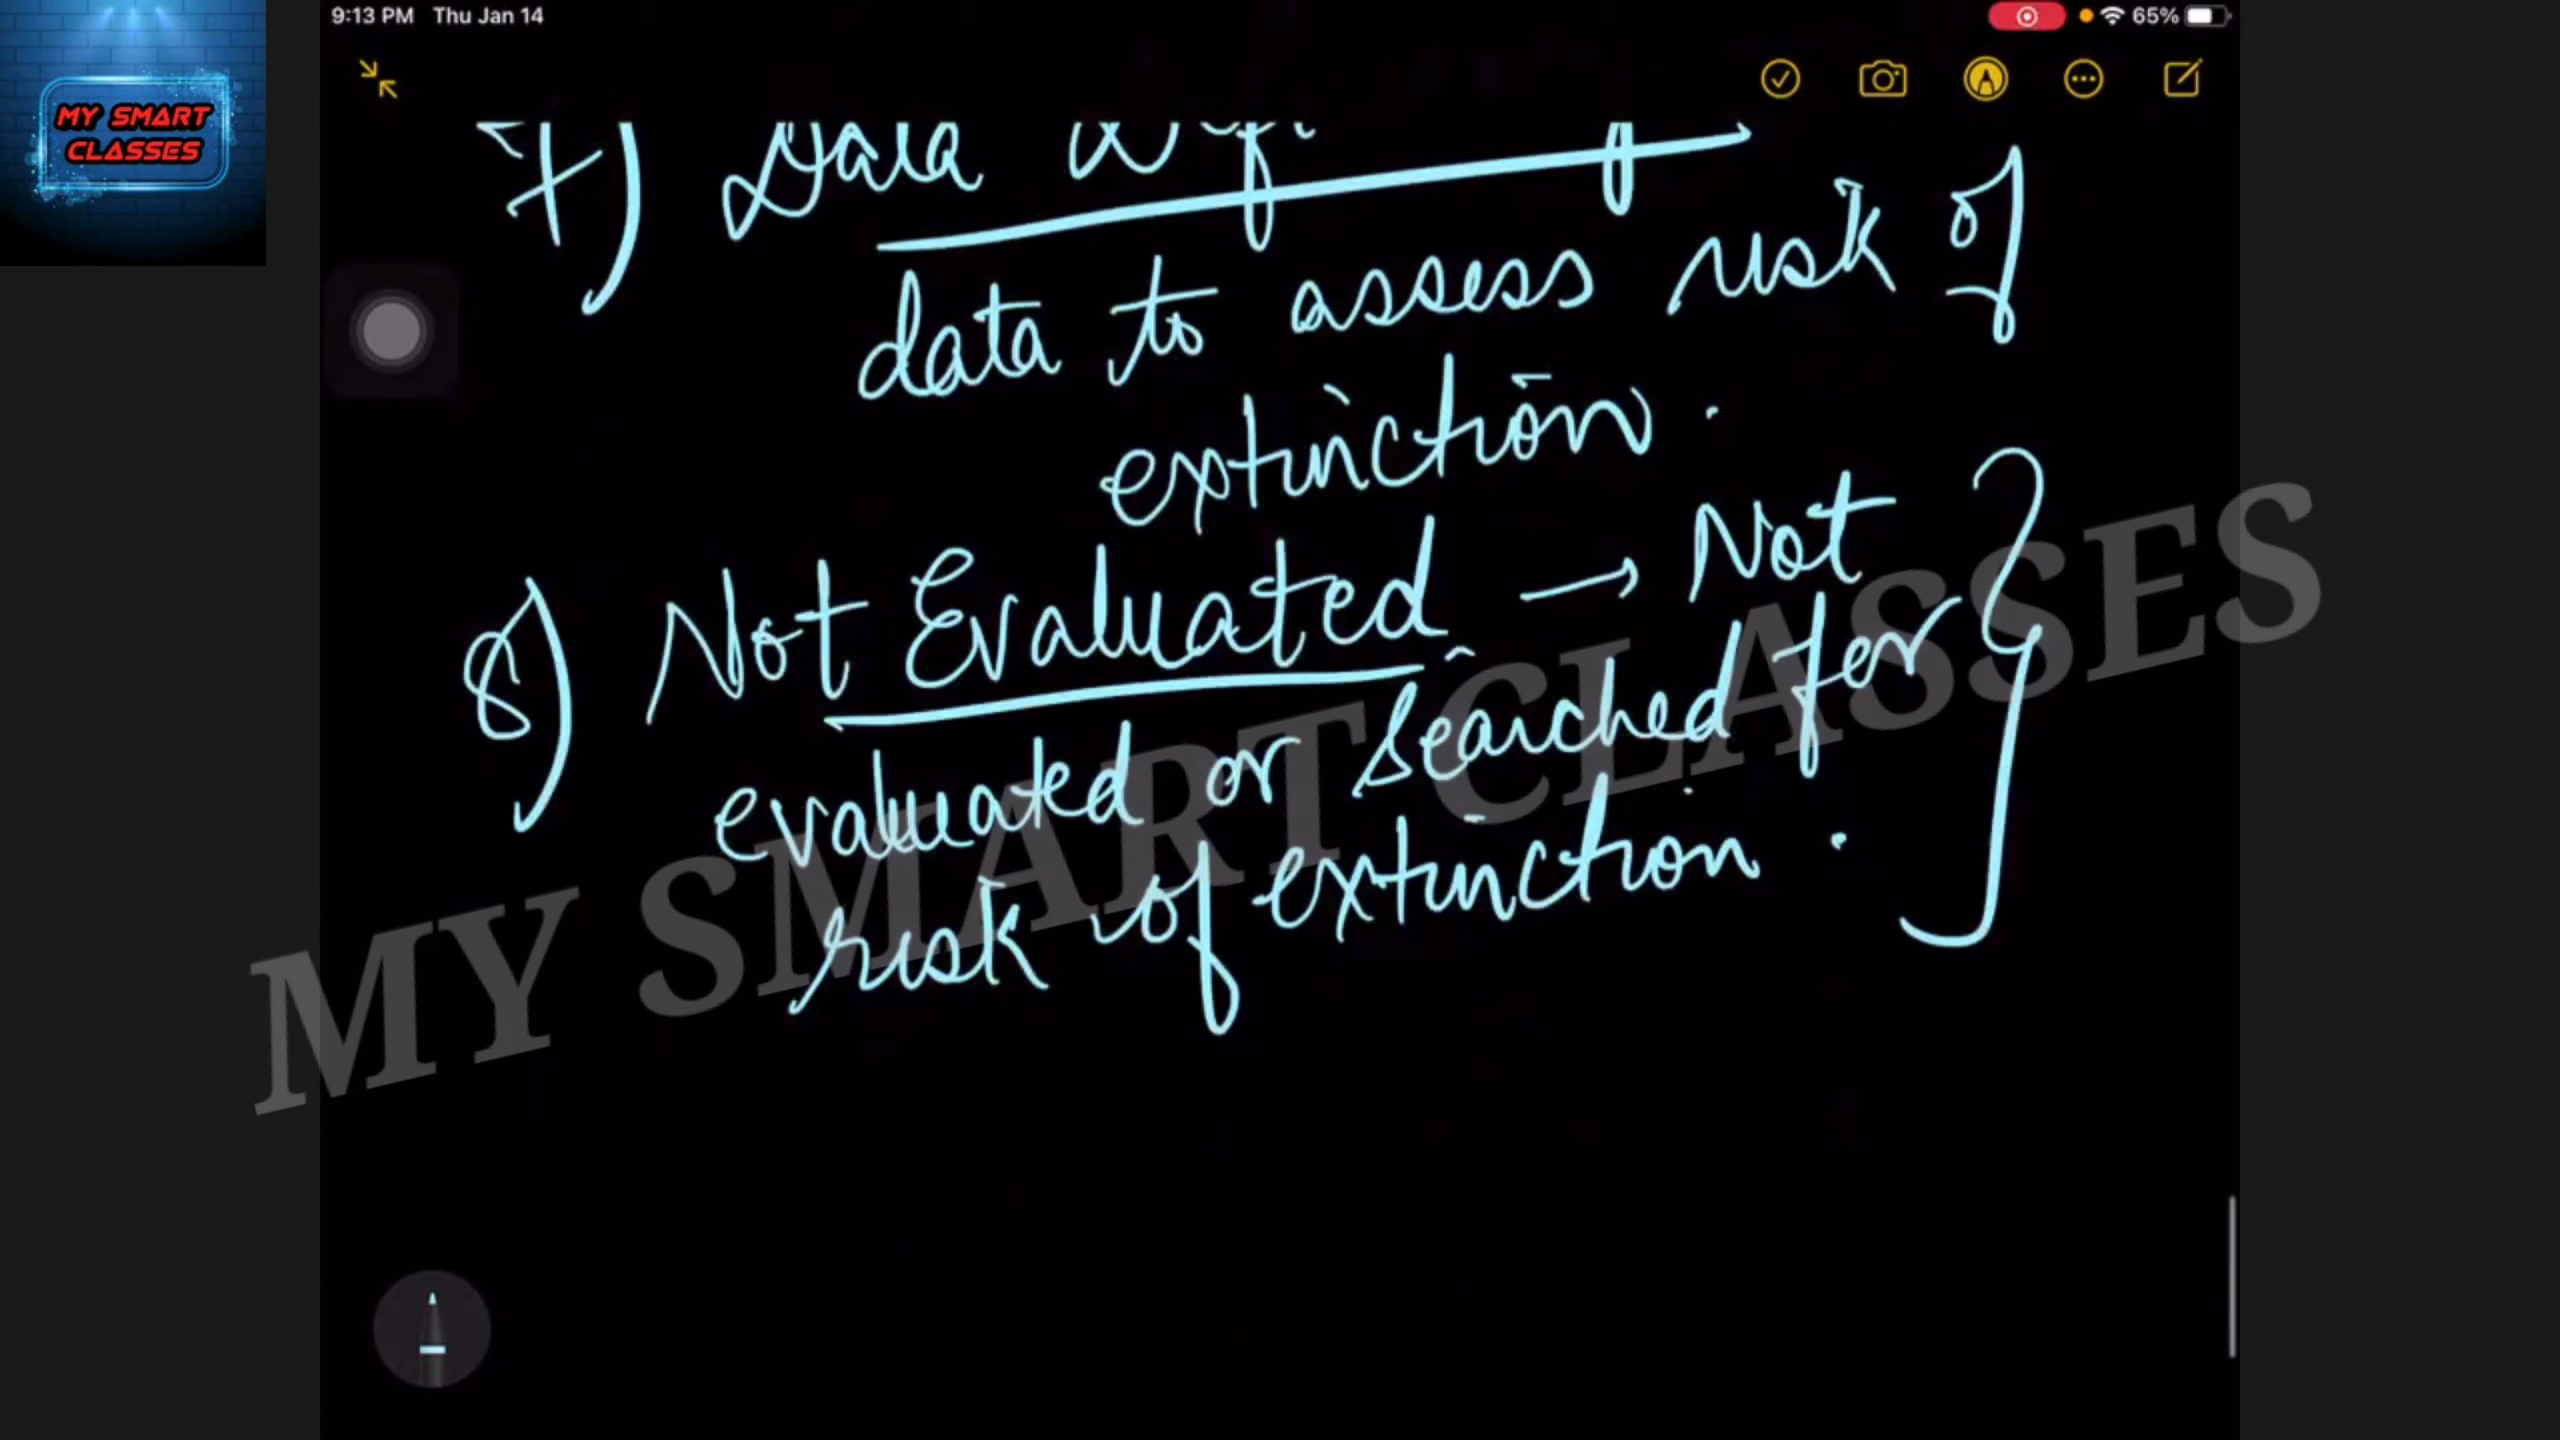 9:13 PM Thu Jan 14
65%
MY SMART
CLASSES
7) Data
data to assess risk of
extinction.
8) Not Evaluated → Not
evaluated or searched for
risk of extinction.
MY SMART CLASSES